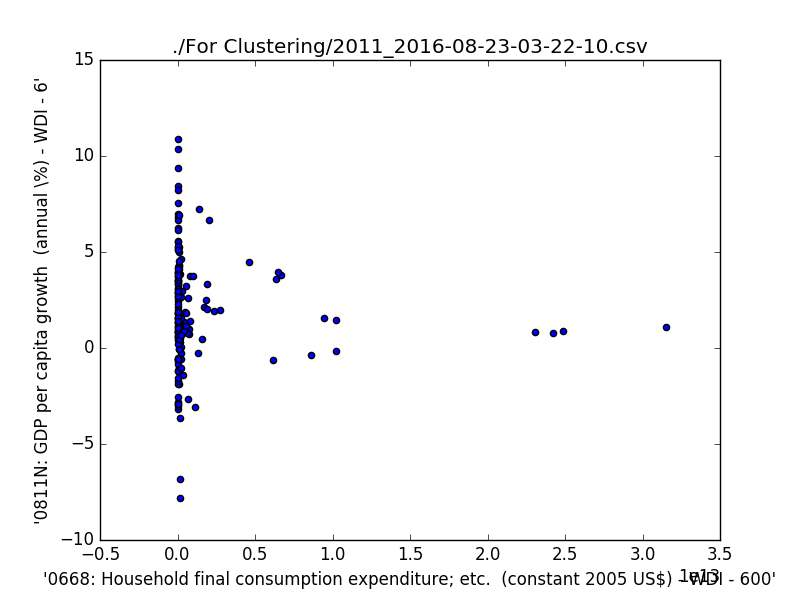 ./For Clustering/2011_2016-08-23-03-22-10.csv
15
10
5
0
−5
−10
'0811N: GDP per capita growth  (annual \%) - WDI - 6'
−0.5 0.0 0.5 1.0 1.5 2.0 2.5 3.0 3.5
1e13
'0668: Household final consumption expenditure; etc.  (constant 2005 US$) - WDI - 600'